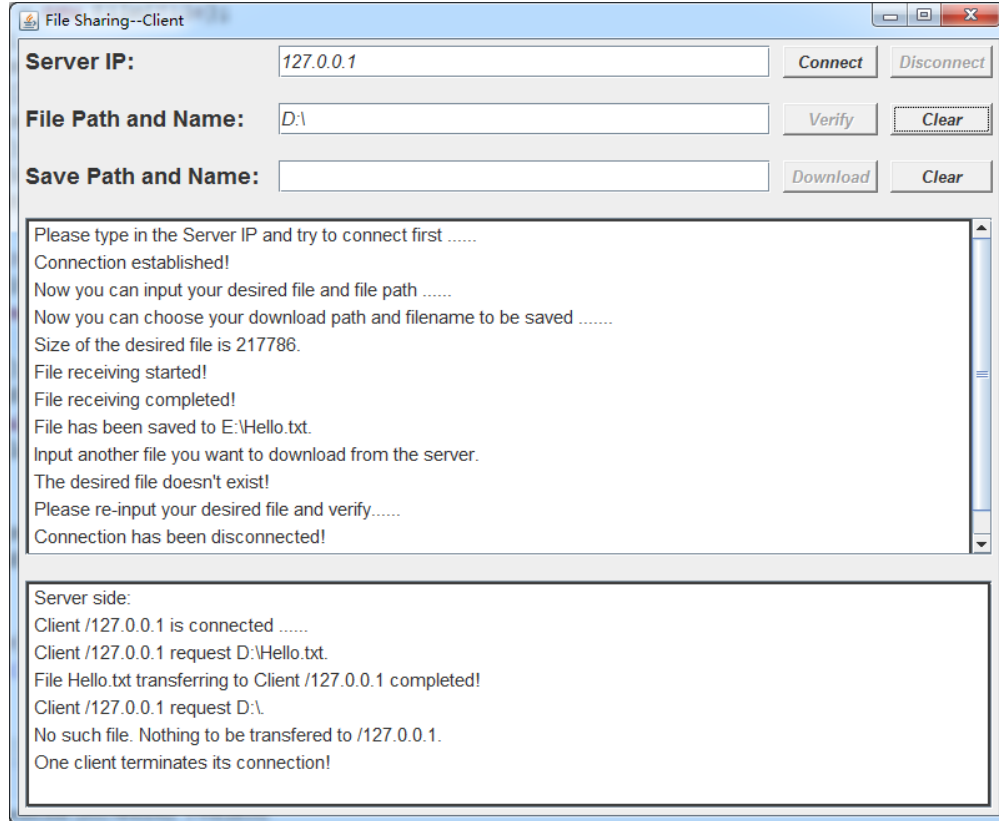 File Sharing--Client
Server IP: 127.0.0.1 Connect Disconnect
File Path and Name: D:\ Verify Clear
Save Path and Name: Download Clear
Please type in the Server IP and try to connect first ......
Connection established!
Now you can input your desired file and file path ......
Now you can choose your download path and filename to be saved .......
Size of the desired file is 217786.
File receiving started!
File receiving completed!
File has been saved to E:\Hello.txt.
Input another file you want to download from the server.
The desired file doesn't exist!
Please re-input your desired file and verify......
Connection has been disconnected!
Server side:
Client /127.0.0.1 is connected ......
Client /127.0.0.1 request D:\Hello.txt.
File Hello.txt transferring to Client /127.0.0.1 completed!
Client /127.0.0.1 request D:\.
No such file. Nothing to be transfered to /127.0.0.1.
One client terminates its connection!